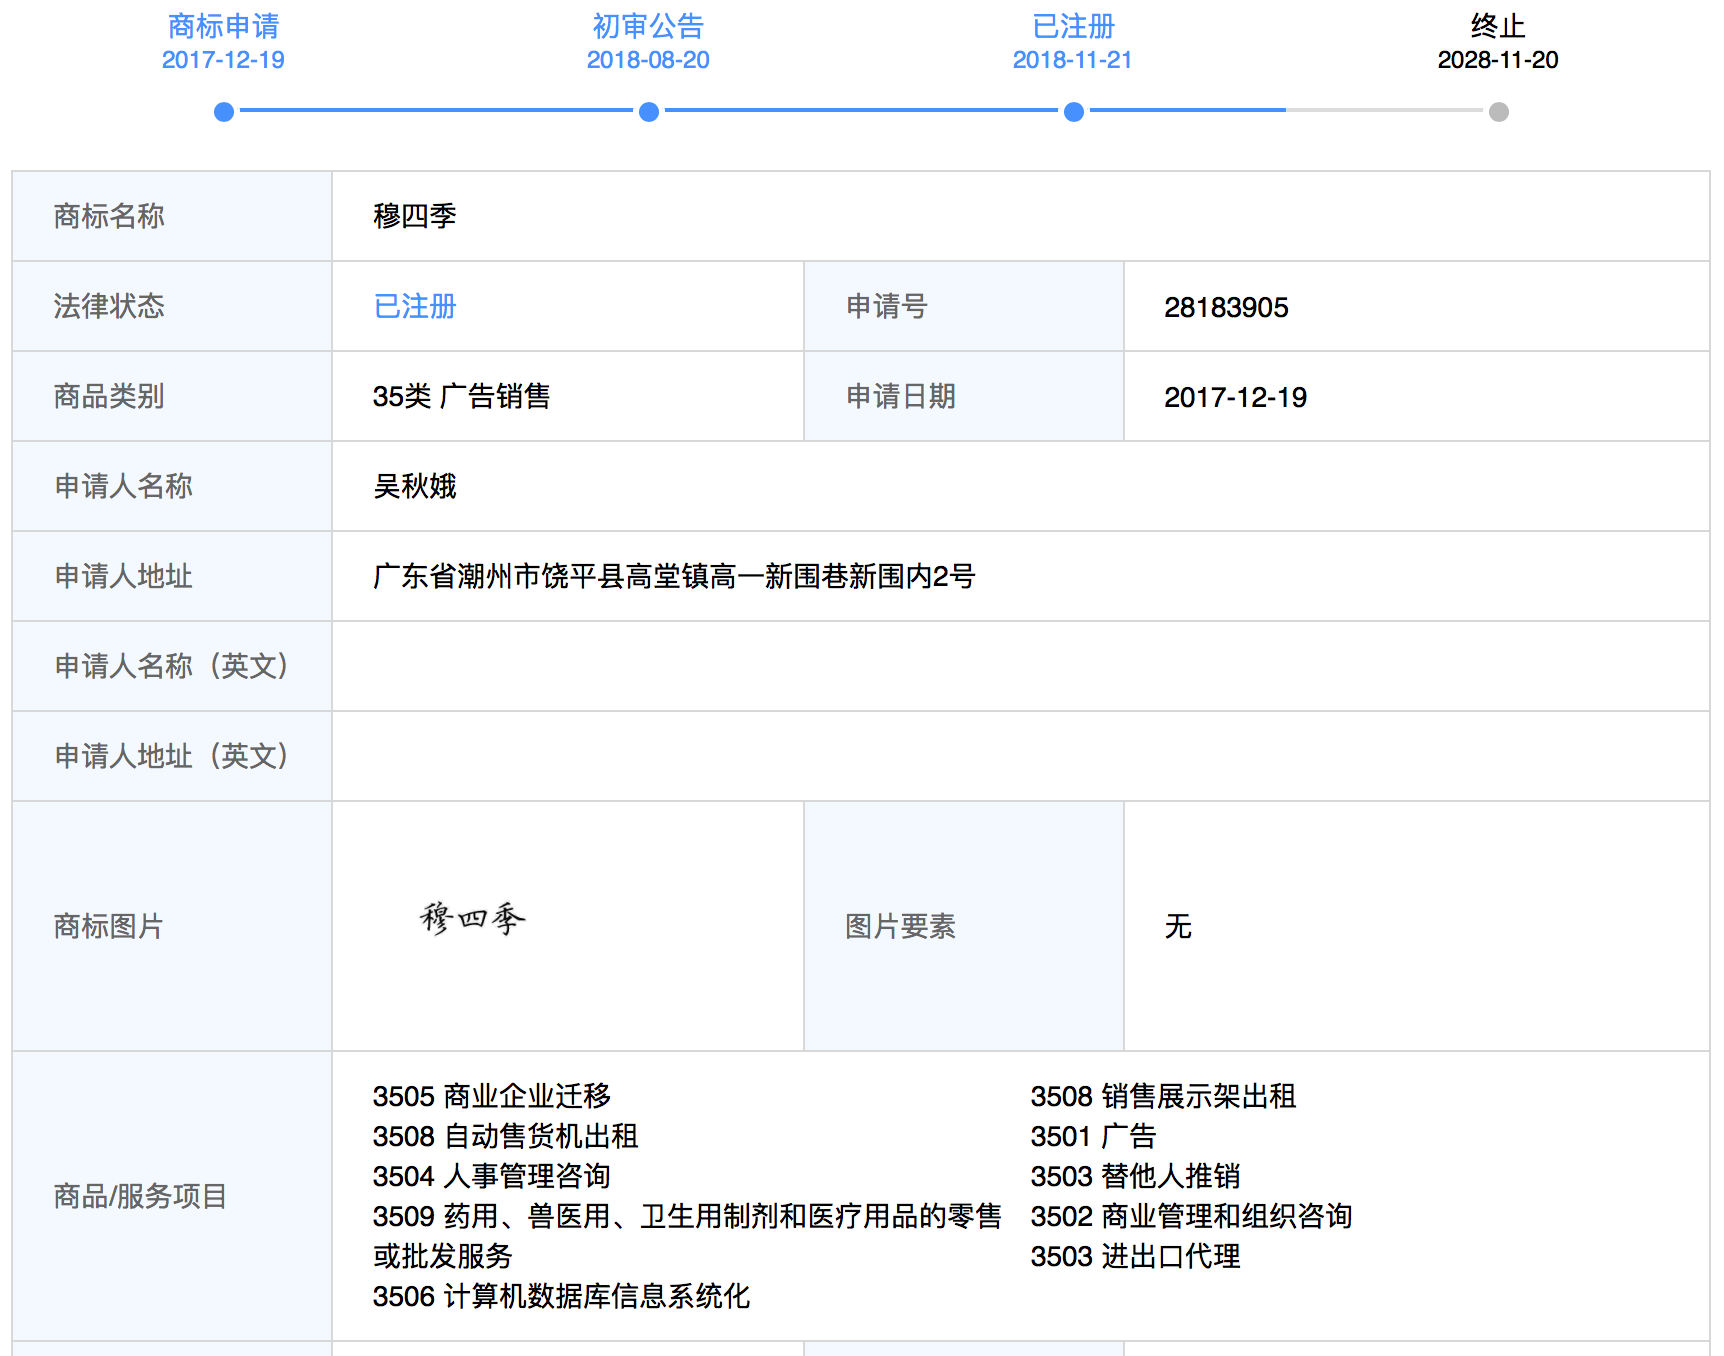 商标申请
2017-12-19
初审公告
2018-08-20
已注册
2018-11-21
终止
2028-11-20
商标名称
穆四季
法律状态
已注册
申请号
28183905
商品类别
35类 广告销售
申请日期
2017-12-19
申请人名称
吴秋娥
申请人地址
广东省潮州市饶平县高堂镇高一新围巷新围内2号
申请人名称（英文）
申请人地址（英文）
商标图片
穆四季
图片要素
无
商品/服务项目
3505 商业企业迁移
3508 自动售货机出租
3504 人事管理咨询
3509 药用、兽医用、卫生用制剂和医疗用品的零售
或批发服务
3506 计算机数据库信息系统化
3508 销售展示架出租
3501 广告
3503 替他人推销
3502 商业管理和组织咨询
3503 进出口代理